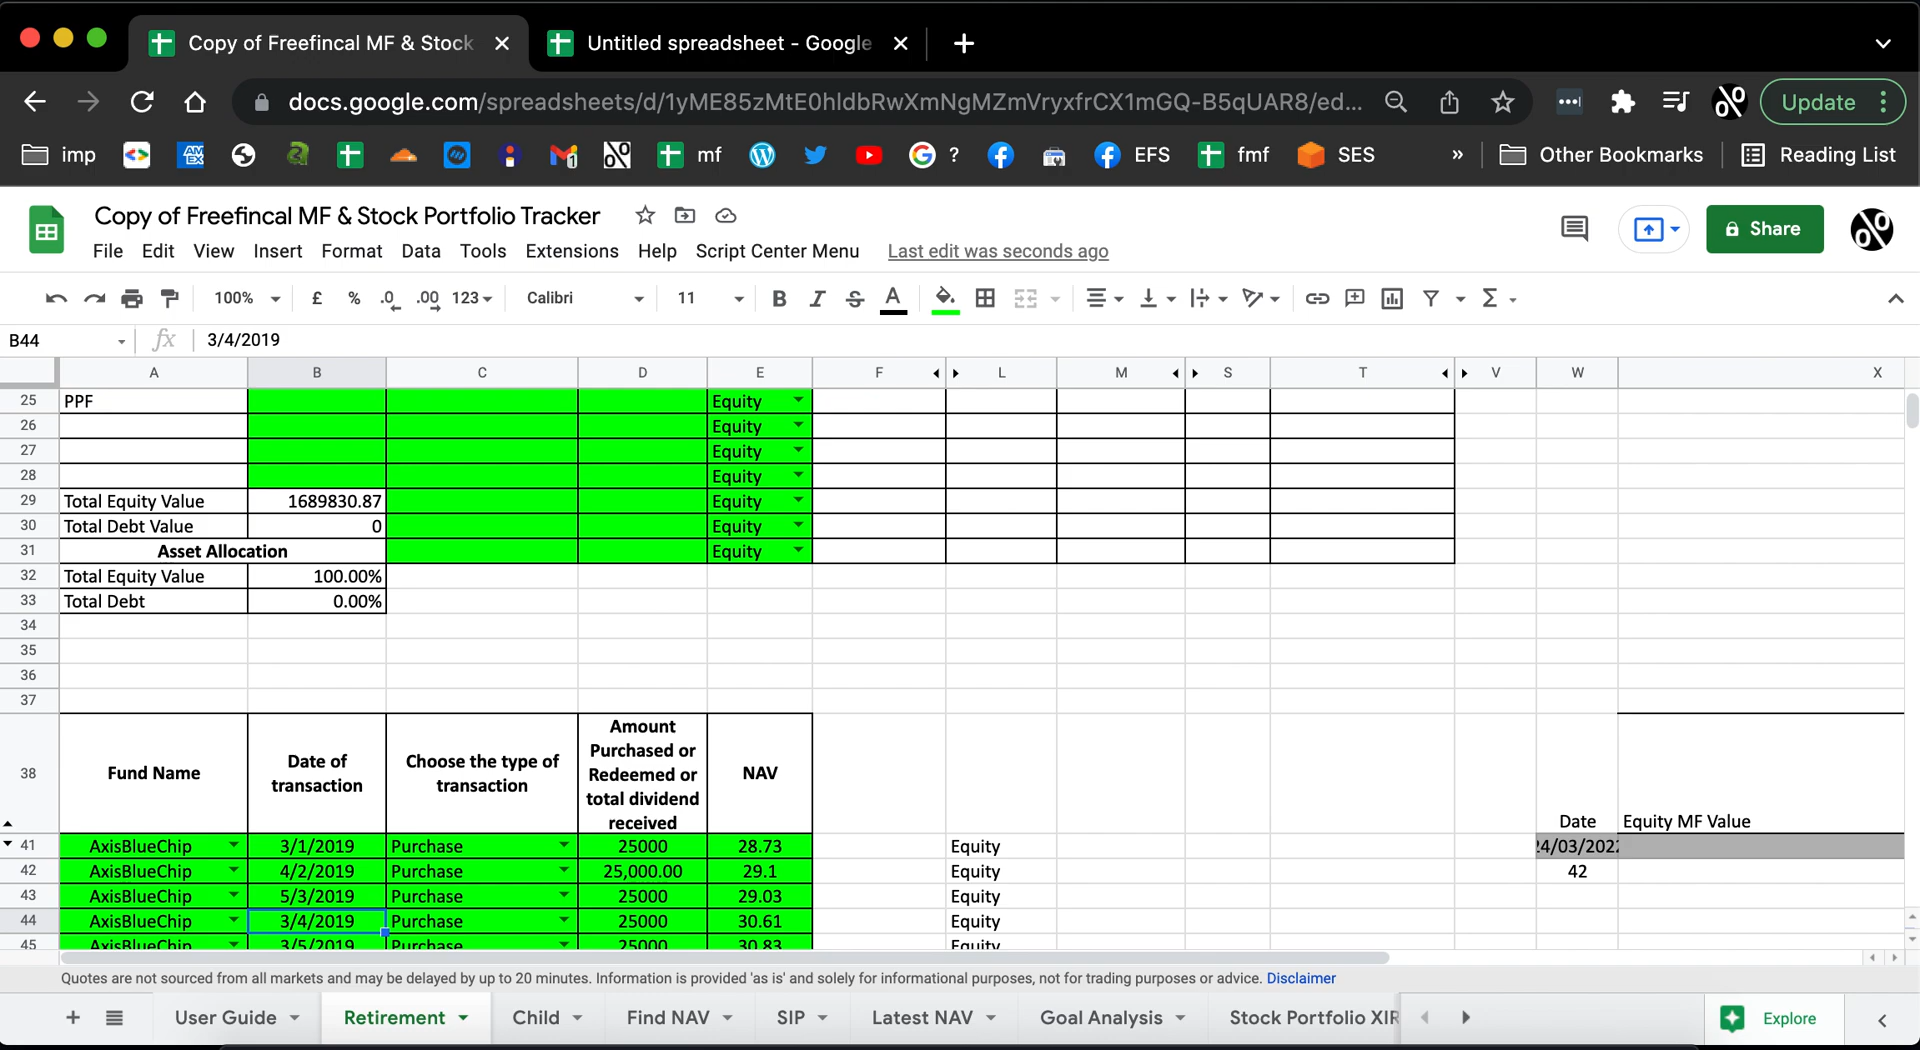 Copy of Freefincal MF & Stock
Untitled spreadsheet - Google
docs.google.com/spreadsheets/d/1yME85zMtE0hldbRwXmNgMZmVryxfrCX1mGQ-B5qUAR8/ed...
Update
imp
mf
?
EFS
fmf
SES
»
Other Bookmarks
Reading List
Copy of Freefincal MF & Stock Portfolio Tracker
Share
File Edit View Insert Format Data Tools Extensions Help Script Center Menu Last edit was seconds ago
100% £ % .0 .00 123 Calibri 11 B I S A
B44 fx 3/4/2019
A B C D E F L M S T V W X
25 PPF Equity
26 Equity
27 Equity
28 Equity
29 Total Equity Value 1689830.87 Equity
30 Total Debt Value 0 Equity
31 Asset Allocation Equity
32 Total Equity Value 100.00%
33 Total Debt 0.00%
34
35
36
37
38 Fund Name Date of transaction Choose the type of transaction Amount Purchased or Redeemed or total dividend received NAV Date Equity MF Value
41 AxisBlueChip 3/1/2019 Purchase 25000 28.73 Equity 24/03/2022
42 AxisBlueChip 4/2/2019 Purchase 25,000.00 29.1 Equity 42
43 AxisBlueChip 5/3/2019 Purchase 25000 29.03 Equity
44 AxisBlueChip 3/4/2019 Purchase 25000 30.61 Equity
45 AxisBlueChip 3/5/2019 Purchase 25000 30.83 Equity
Quotes are not sourced from all markets and may be delayed by up to 20 minutes. Information is provided 'as is' and solely for informational purposes, not for trading purposes or advice. Disclaimer
User Guide Retirement Child Find NAV SIP Latest NAV Goal Analysis Stock Portfolio XIR
Explore